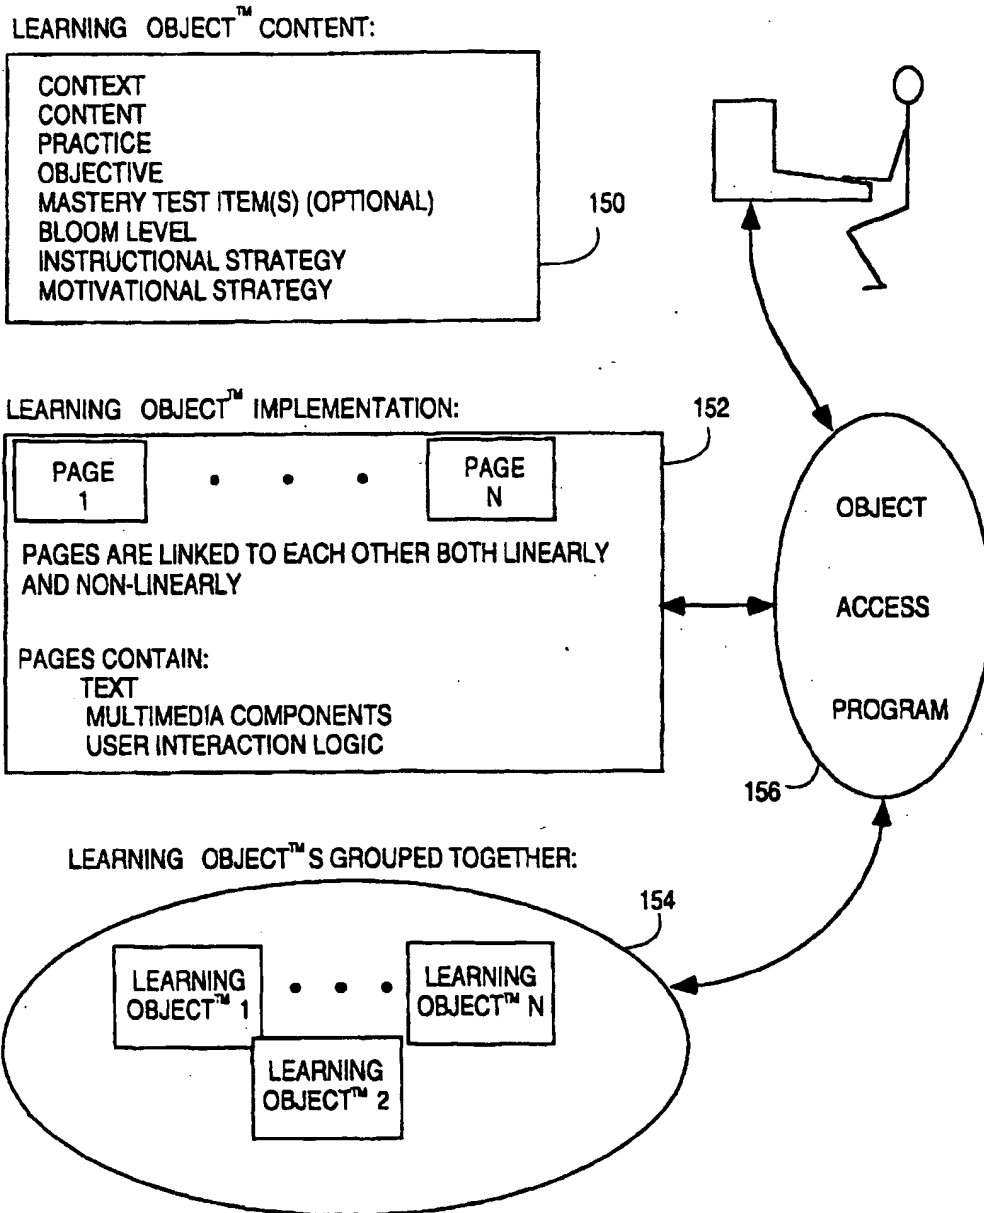 LEARNING OBJECT™ CONTENT:
CONTEXT
CONTENT
PRACTICE
OBJECTIVE
MASTERY TEST ITEM(S) (OPTIONAL)
BLOOM LEVEL
INSTRUCTIONAL STRATEGY
MOTIVATIONAL STRATEGY
150
LEARNING OBJECT™ IMPLEMENTATION:
152
PAGE
1
PAGE
N
PAGES ARE LINKED TO EACH OTHER BOTH LINEARLY
AND NON-LINEARLY
PAGES CONTAIN:
TEXT
MULTIMEDIA COMPONENTS
USER INTERACTION LOGIC
OBJECT
ACCESS
PROGRAM
156
LEARNING OBJECT™S GROUPED TOGETHER:
154
LEARNING
OBJECT™ 1
LEARNING
OBJECT™ N
LEARNING
OBJECT™ 2